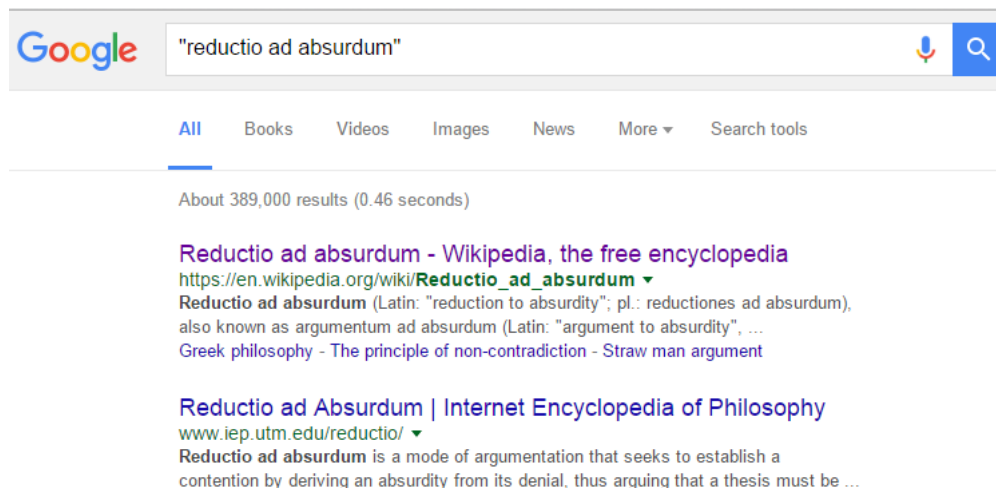 Google "reductio ad absurdum"
All Books Videos Images News More Search tools
About 389,000 results (0.46 seconds)
Reductio ad absurdum - Wikipedia, the free encyclopedia
https://en.wikipedia.org/wiki/Reductio_ad_absurdum
Reductio ad absurdum (Latin: "reduction to absurdity"; pl.: reductiones ad absurdum),
also known as argumentum ad absurdum (Latin: "argument to absurdity", ...
Greek philosophy - The principle of non-contradiction - Straw man argument
Reductio ad Absurdum | Internet Encyclopedia of Philosophy
www.iep.utm.edu/reductio/
Reductio ad absurdum is a mode of argumentation that seeks to establish a
contention by deriving an absurdity from its denial, thus arguing that a thesis must be ...